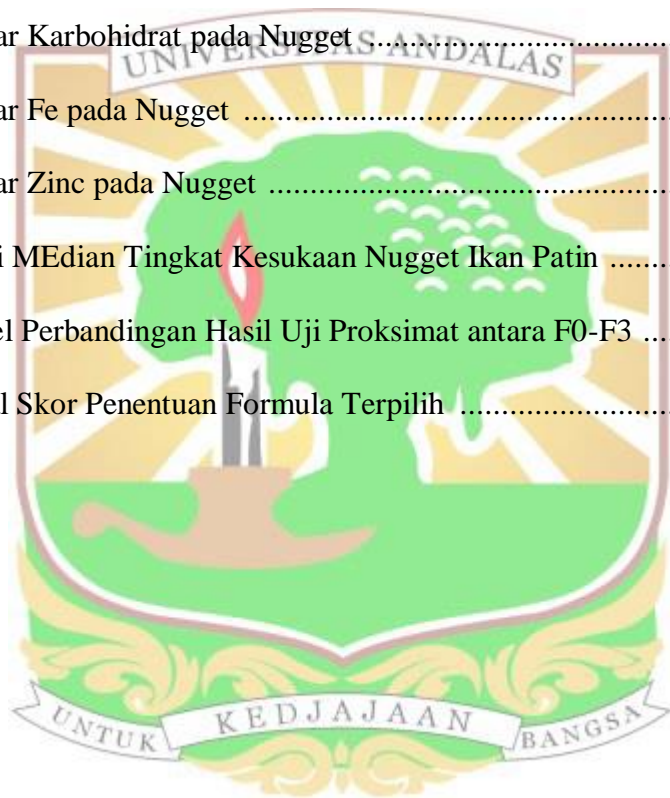 ar Karbohidrat pada Nugget ....................................
UNIVERSITAS ANDALAS
ar Fe pada Nugget ....................................................
ar Zinc pada Nugget .................................................
i MEdian Tingkat Kesukaan Nugget Ikan Patin .......
el Perbandingan Hasil Uji Proksimat antara F0-F3 ....
l Skor Penentuan Formula Terpilih ..........................
UNTUK KEDJAJAAN BANGSA